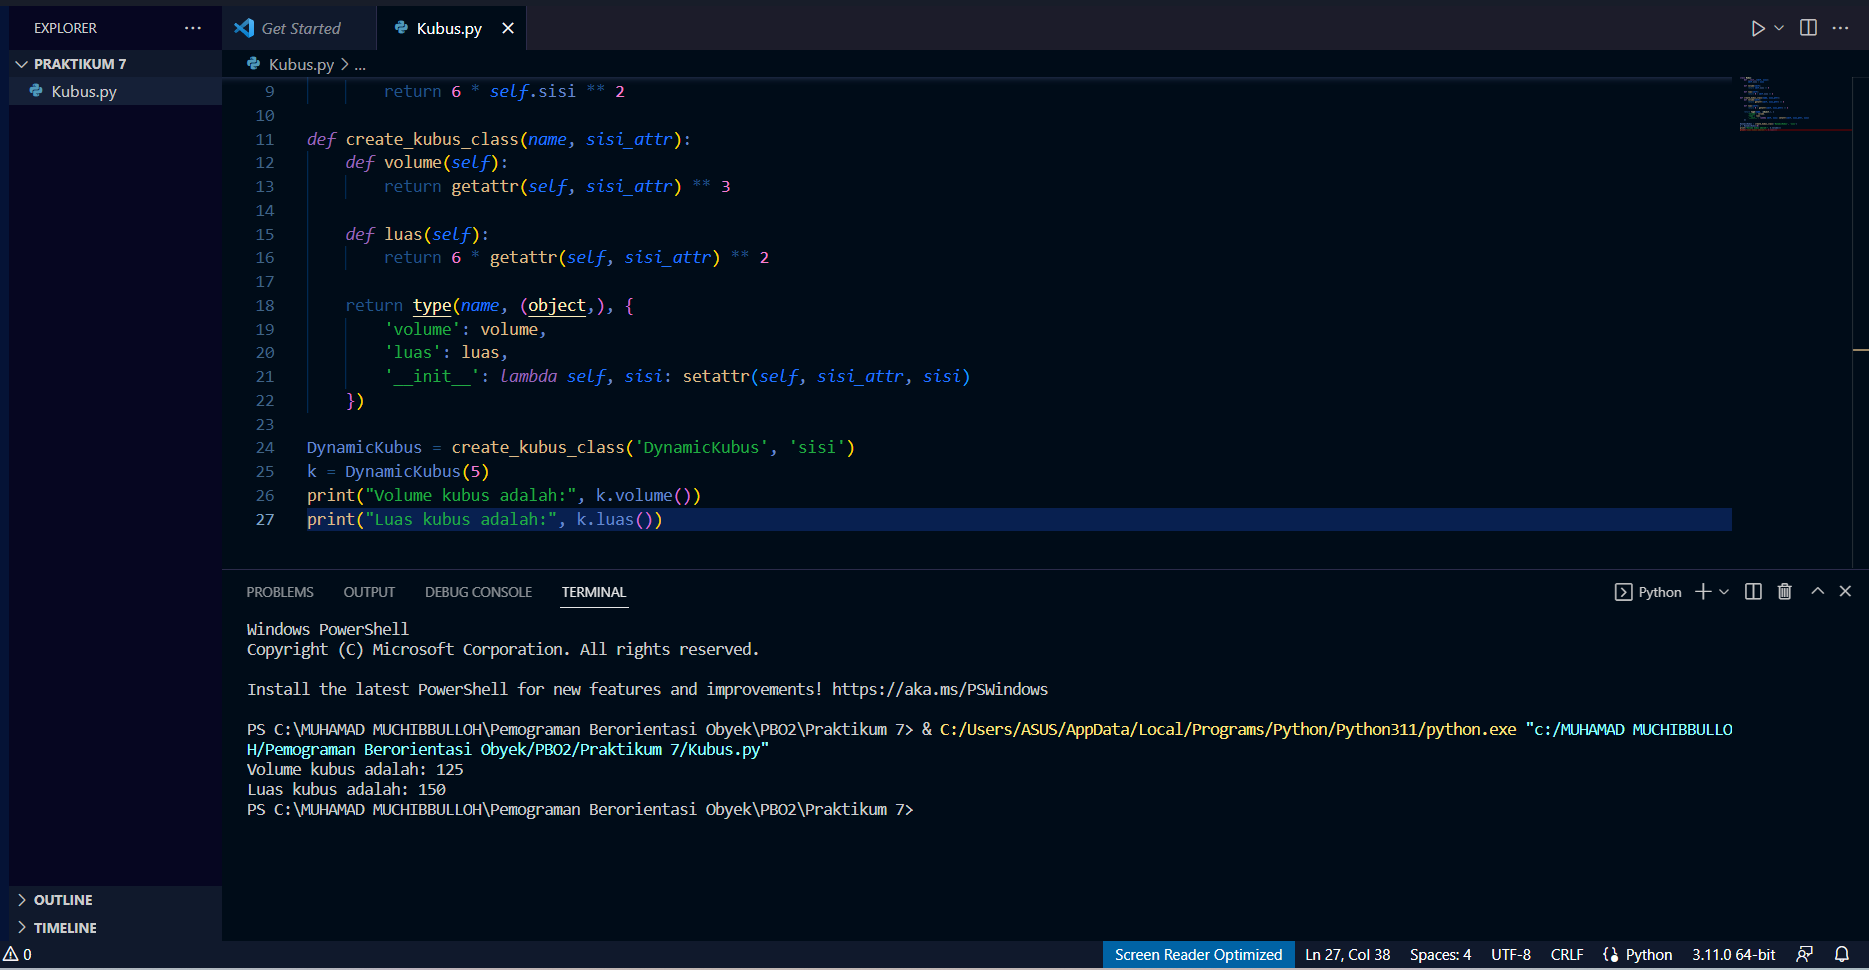 EXPLORER
Get Started
Kubus.py
PRAKTIKUM 7
Kubus.py
Kubus.py > ...
9 return 6 * self.sisi ** 2
10
11 def create_kubus_class(name, sisi_attr):
12 def volume(self):
13 return getattr(self, sisi_attr) ** 3
14
15 def luas(self):
16 return 6 * getattr(self, sisi_attr) ** 2
17
18 return type(name, (object,), {
19 'volume': volume,
20 'luas': luas,
21 '__init__': lambda self, sisi: setattr(self, sisi_attr, sisi)
22 })
23
24 DynamicKubus = create_kubus_class('DynamicKubus', 'sisi')
25 k = DynamicKubus(5)
26 print("Volume kubus adalah:", k.volume())
27 print("Luas kubus adalah:", k.luas())
PROBLEMS OUTPUT DEBUG CONSOLE TERMINAL
Python
Windows PowerShell
Copyright (C) Microsoft Corporation. All rights reserved.
Install the latest PowerShell for new features and improvements! https://aka.ms/PSWindows
PS C:\MUHAMAD MUCHIBBULLOH\Pemograman Berorientasi Obyek\PBO2\Praktikum 7> & C:/Users/ASUS/AppData/Local/Programs/Python/Python311/python.exe "c:/MUHAMAD MUCHIBBULLO
H/Pemograman Berorientasi Obyek/PBO2/Praktikum 7/Kubus.py"
Volume kubus adalah: 125
Luas kubus adalah: 150
PS C:\MUHAMAD MUCHIBBULLOH\Pemograman Berorientasi Obyek\PBO2\Praktikum 7>
OUTLINE
TIMELINE
0
Screen Reader Optimized Ln 27, Col 38 Spaces: 4 UTF-8 CRLF Python 3.11.0 64-bit